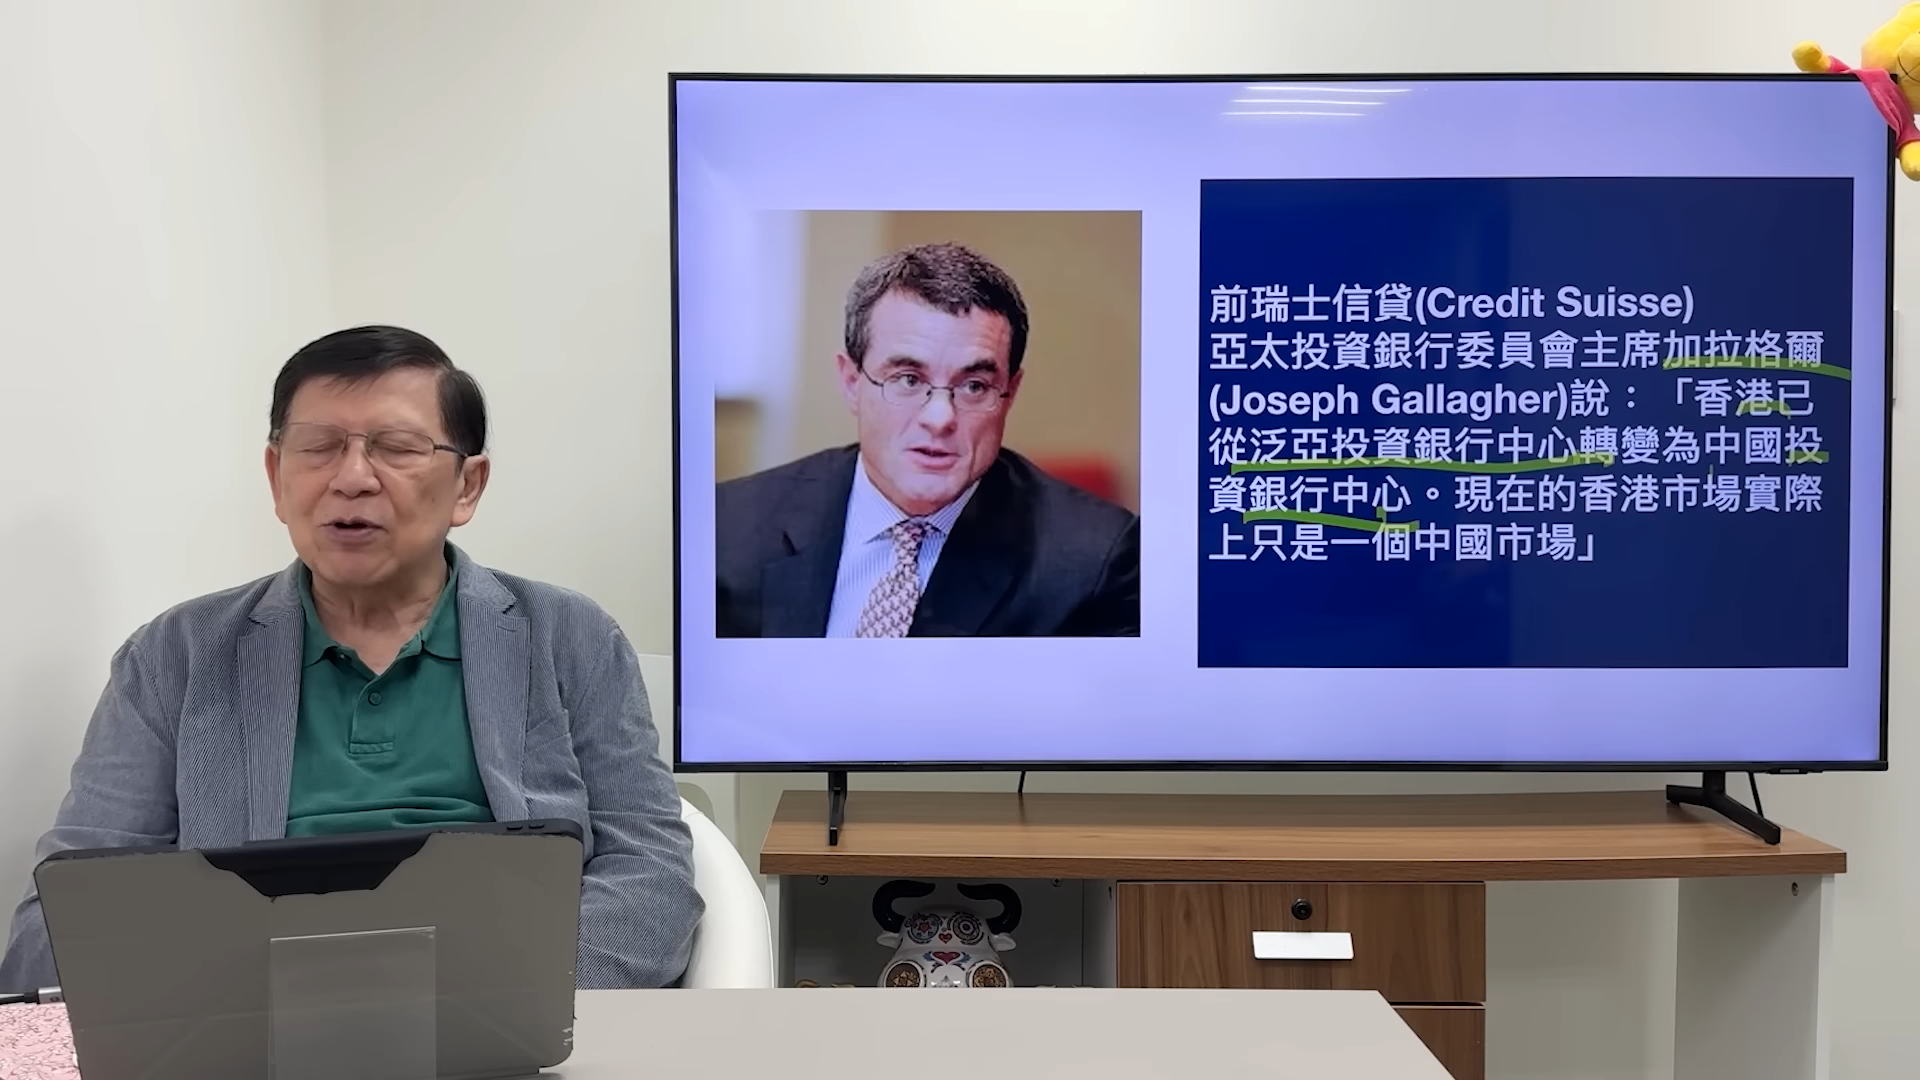 前瑞士信貸(Credit Suisse)
亞太投資銀行委員會主席加拉格爾
(Joseph Gallagher)說：「香港已
從泛亞投資銀行中心轉變為中國投
資銀行中心。現在的香港市場實際
上只是一個中國市場」